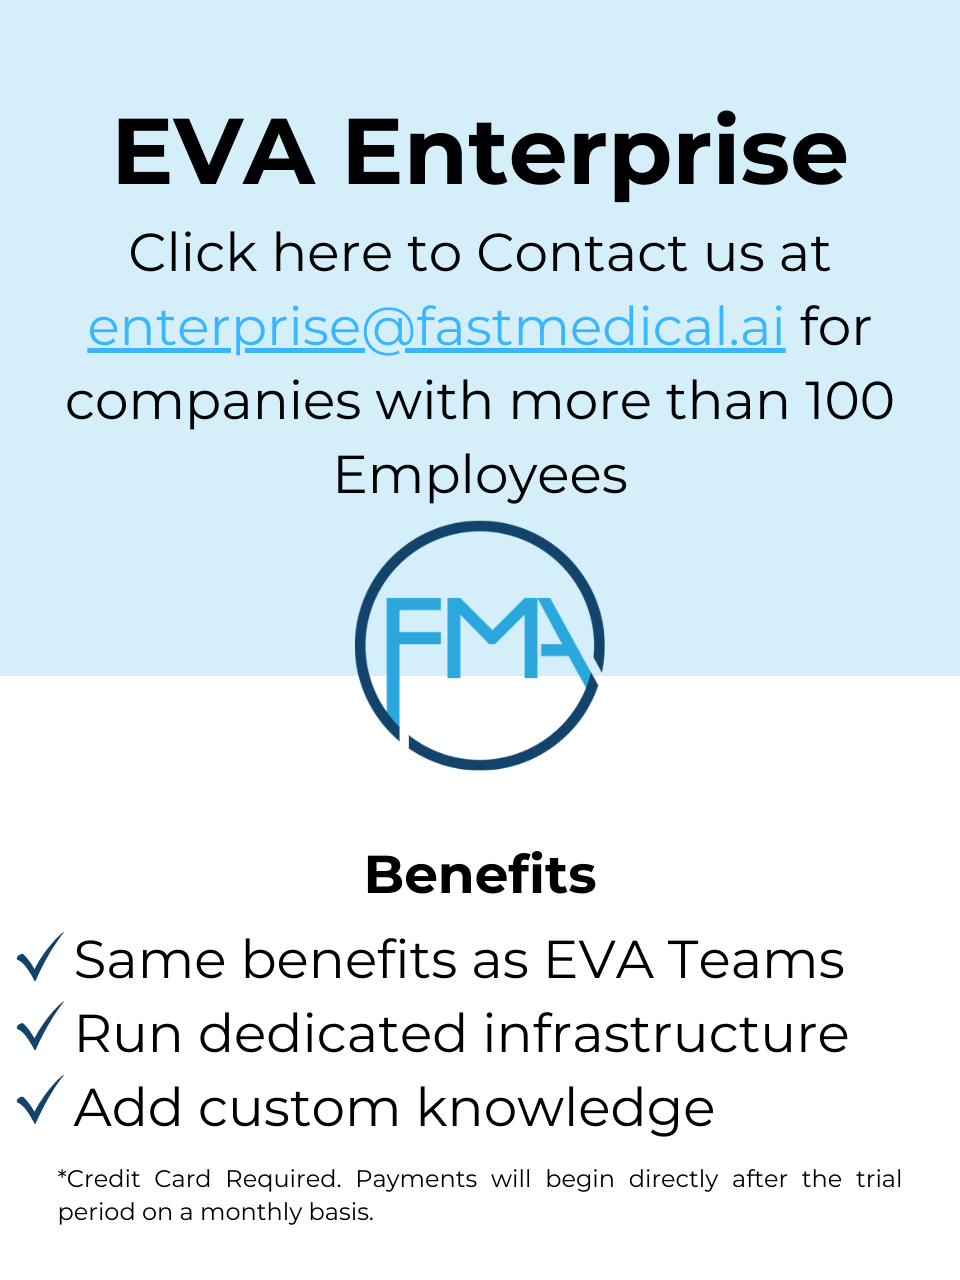 EVA Enterprise
Click here to Contact us at
enterprise@fastmedical.ai for
companies with more than 100
Employees
FMA
Benefits
Same benefits as EVA Teams
Run dedicated infrastructure
Add custom knowledge
*Credit Card Required. Payments will begin directly after the trial
period on a monthly basis.